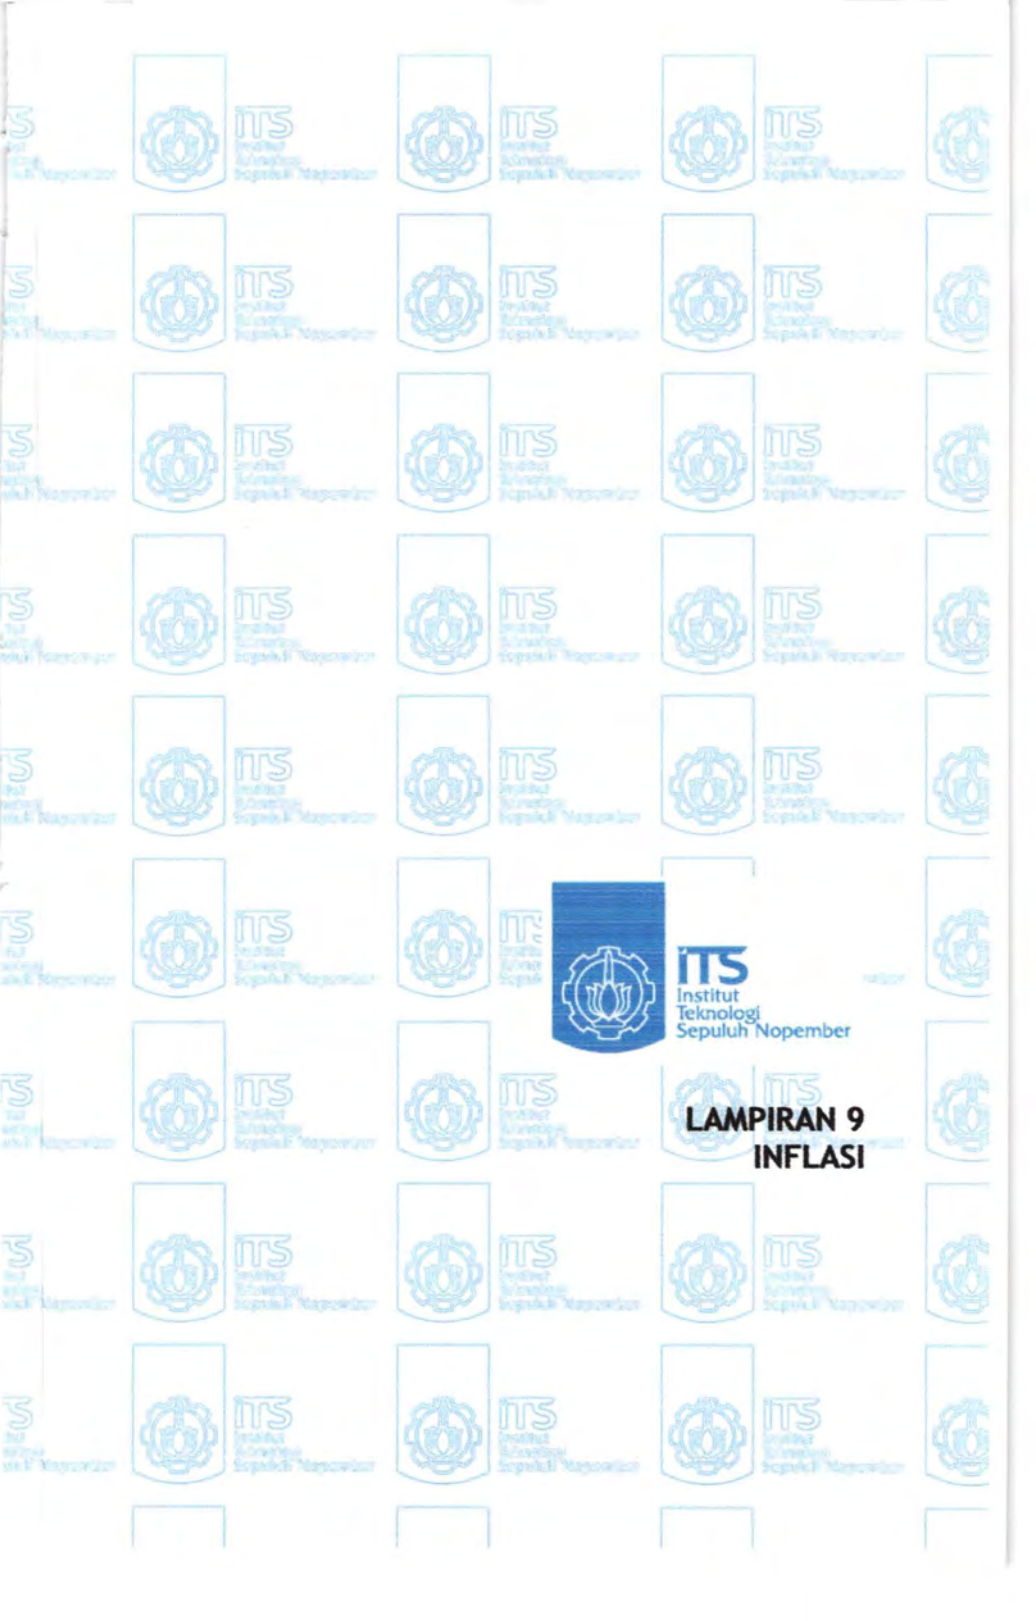 iTS
Institut
Teknologi
Sepuluh Nopember
LAMPIRAN 9
INFLASI